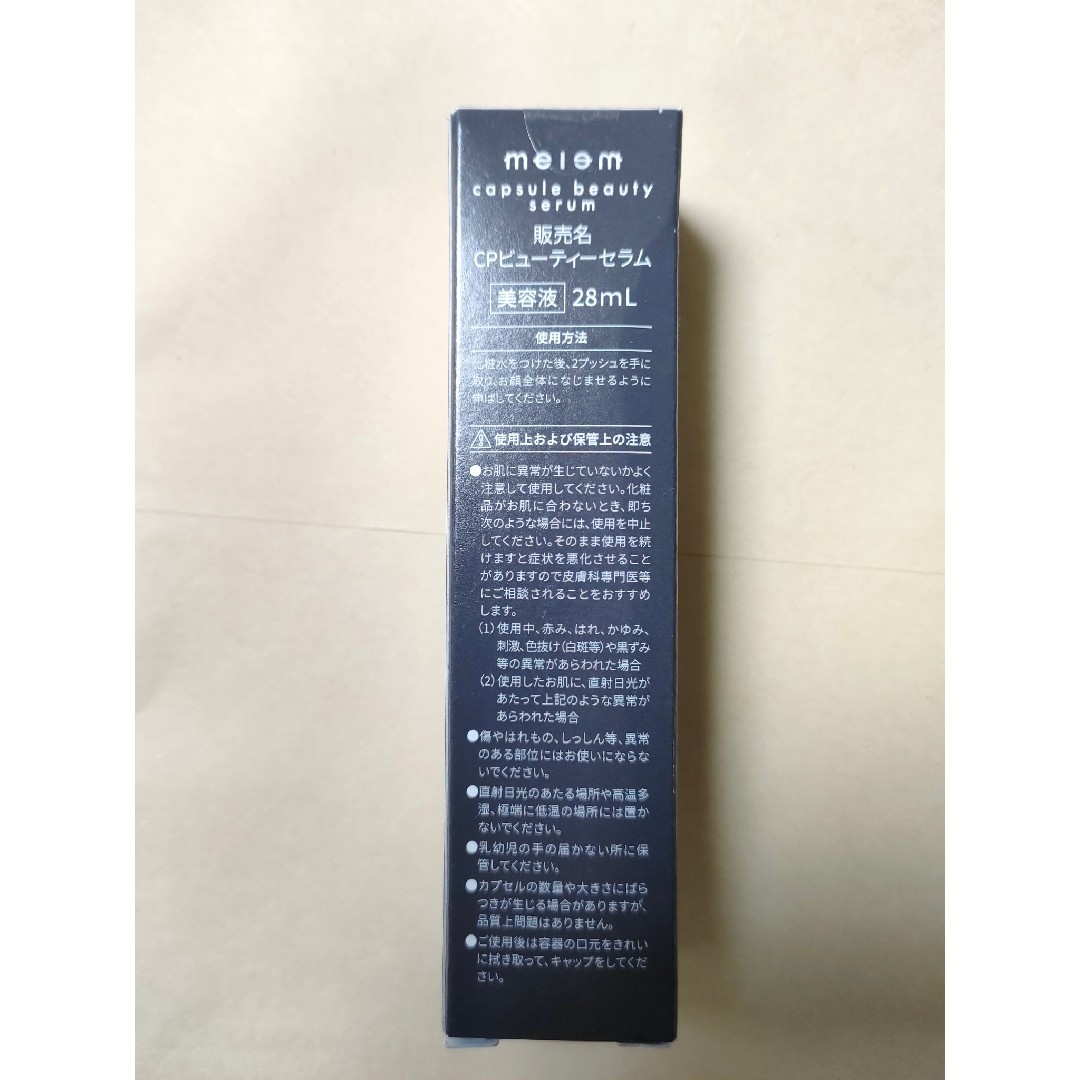 melem
capsule beauty
serum
販売名
CPビューティーセラム
美容液 28mL
使用方法
化粧水をつけた後、2プッシュを手に
取り、お顔全体になじませるように
伸ばしてください。
使用上および保管上の注意
●お肌に異常が生じていないかよく
注意して使用してください。化粧
品がお肌に合わないとき、即ち
次のような場合には、使用を中止
してください。そのまま使用を続
けますと症状を悪化させること
がありますので皮膚科専門医等
にご相談されることをおすすめ
します。
(1)使用中、赤み、はれ、かゆみ、
刺激、色抜け(白斑等)や黒ずみ
等の異常があらわれた場合
(2)使用したお肌に、直射日光が
あたって上記のような異常が
あらわれた場合
●傷やはれもの、しっしん等、異常
のある部位にはお使いにならな
いでください。
●直射日光のあたる場所や高温多
湿、極端に低温の場所には置か
ないでください。
●乳幼児の手の届かない所に保
管してください。
●カプセルの数量や大きさにばら
つきが生じる場合がありますが、
品質上問題はありません。
●ご使用後は容器の口元をきれい
に拭き取って、キャップをしてくだ
さい。